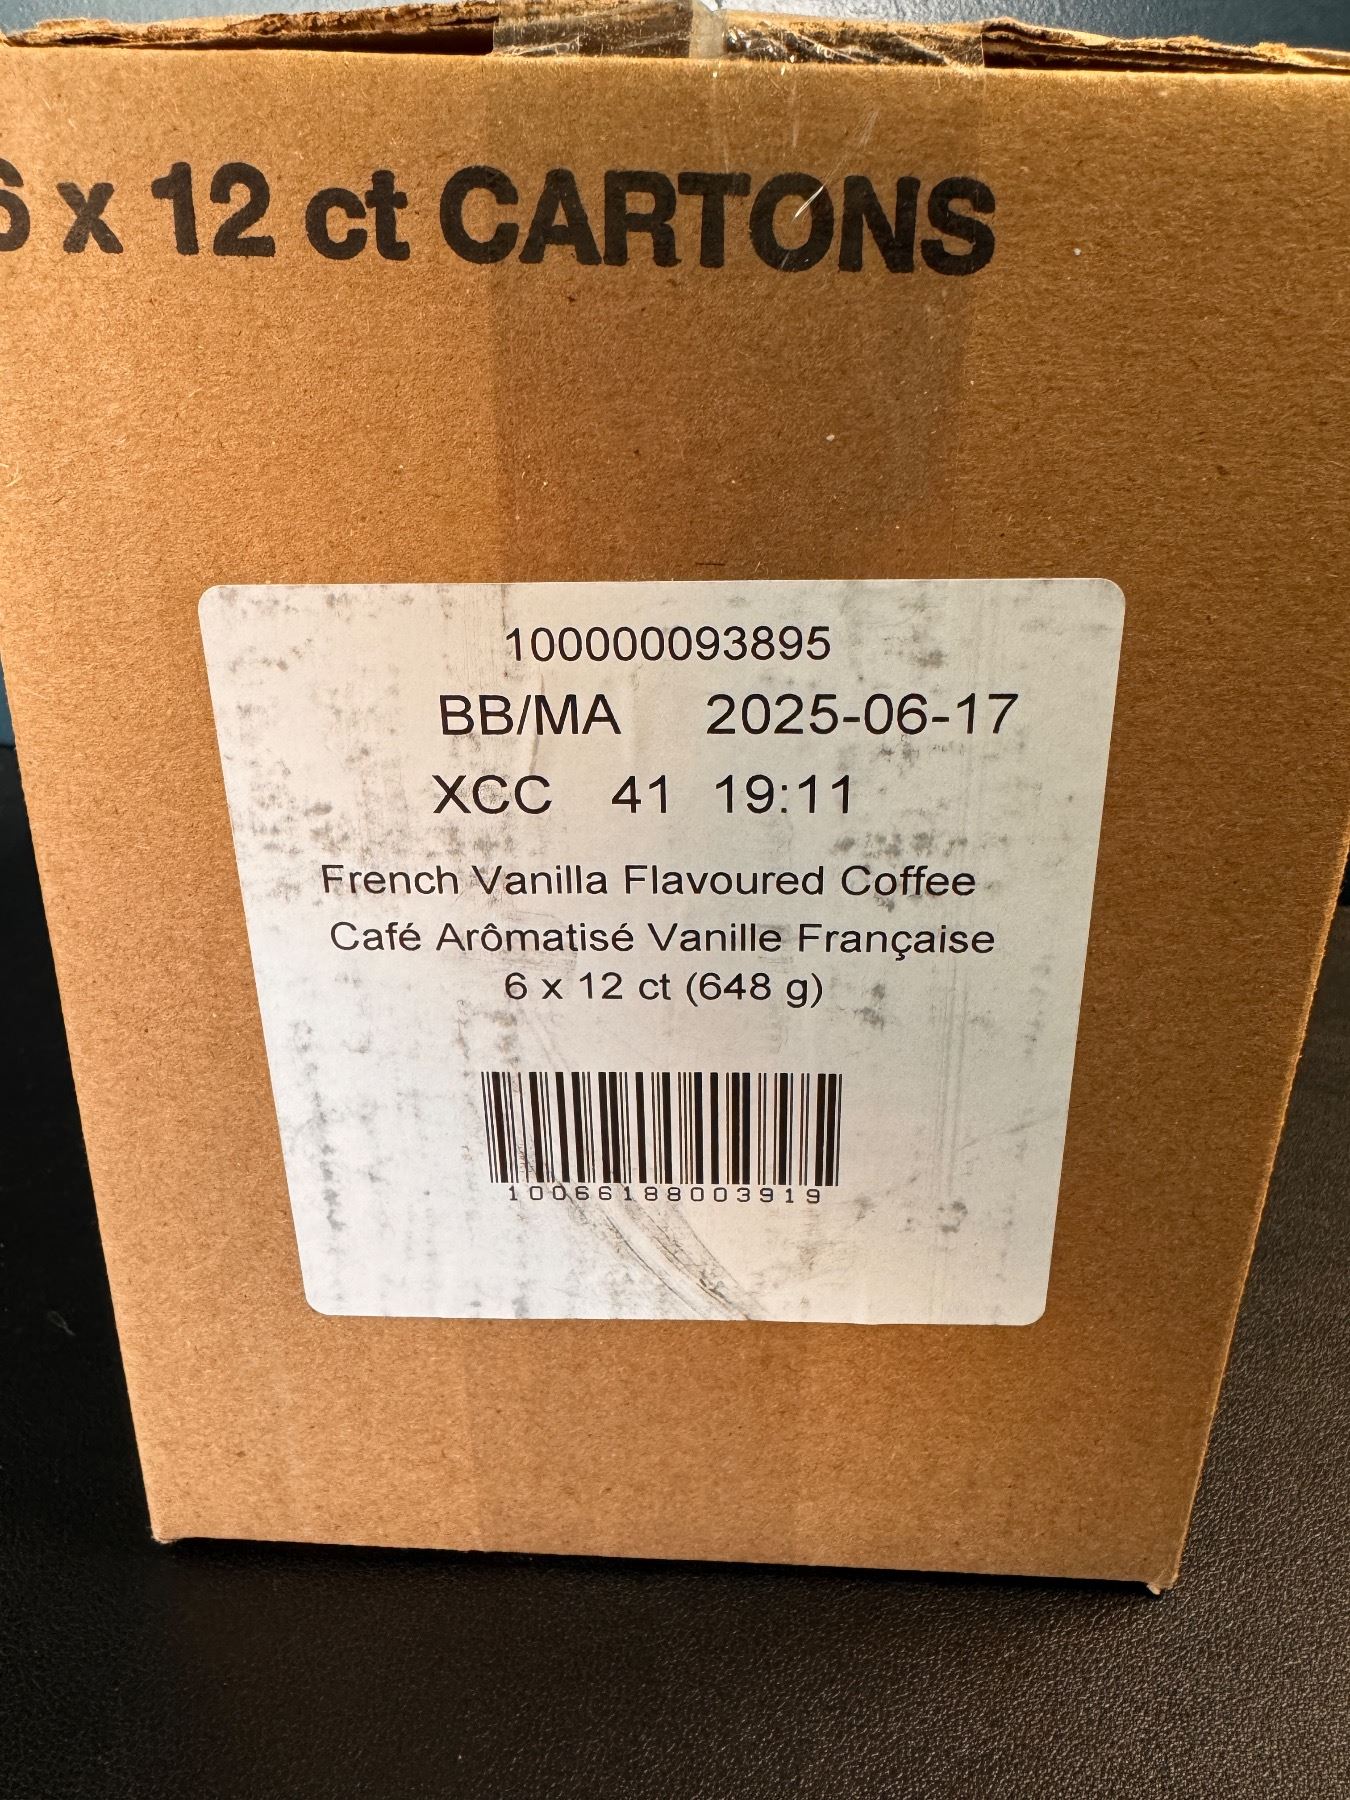 6 x 12 ct CARTONS
100000093895
BB/MA 2025-06-17
XCC 41 19:11
French Vanilla Flavoured Coffee
Café Arômatisé Vanille Française
6 x 12 ct (648 g)
10066188003919